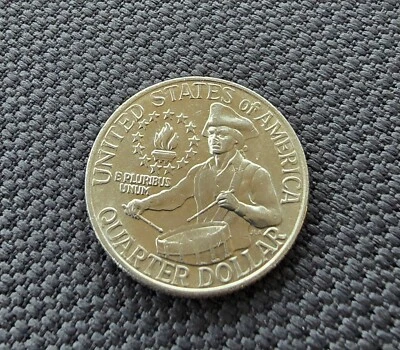 UNITED STATES of AMERICA
E PLURIBUS
UNUM
QUARTER DOLLAR